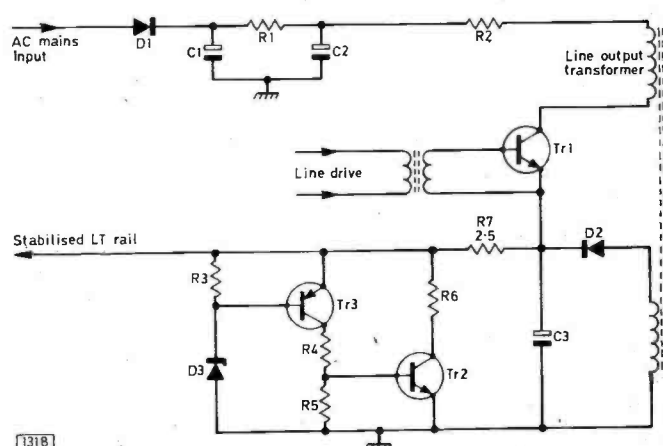 AC mains
Input
D1
C1
R1
C2
R2
Line output
transformer
Line drive
Tr1
Stabilised LT rail
R7
2·5
D2
R3
Tr3
R6
R4
C3
D3
Tr2
R5
1318